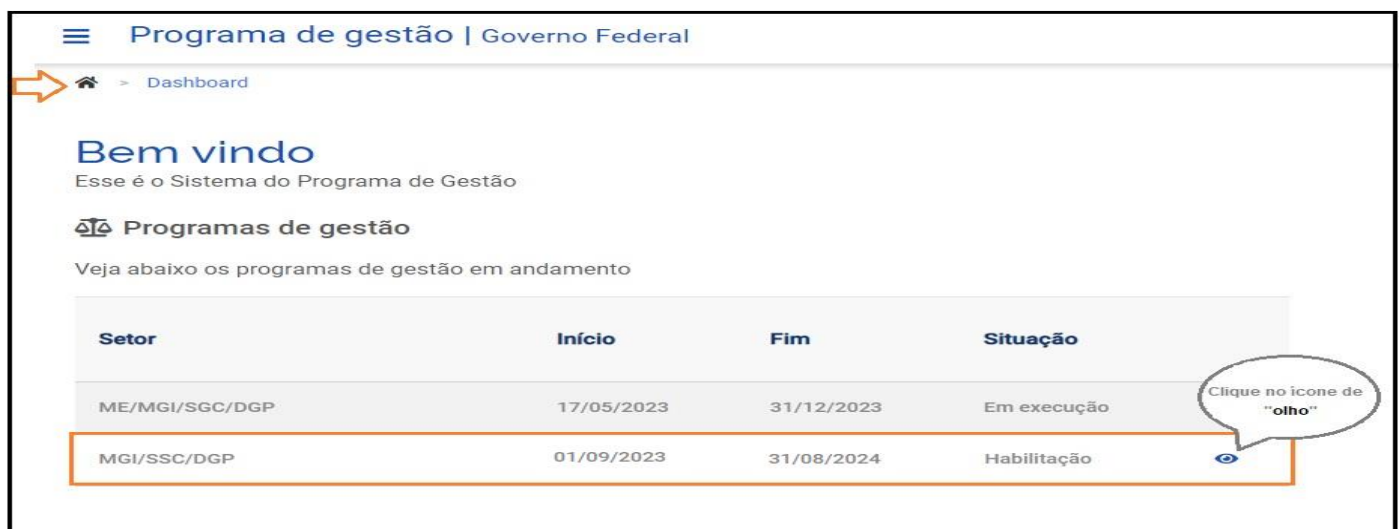 Programa de gestão | Governo Federal
> Dashboard
Bem vindo
Esse é o Sistema do Programa de Gestão
Programas de gestão
Veja abaixo os programas de gestão em andamento
Setor Início Fim Situação
ME/MGI/SGC/DGP 17/05/2023 31/12/2023 Em execução
Clique no ícone de
"olho"
MGI/SSC/DGP 01/09/2023 31/08/2024 Habilitação